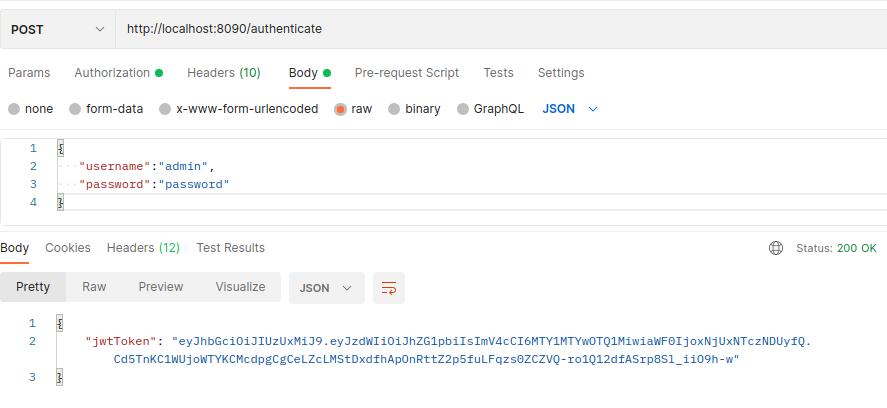 POST http://localhost:8090/authenticate
Params Authorization Headers (10) Body Pre-request Script Tests Settings
none form-data x-www-form-urlencoded raw binary GraphQL JSON
1 {
2 "username":"admin",
3 "password":"password"
4 }
Body Cookies Headers (12) Test Results Status: 200 OK
Pretty Raw Preview Visualize JSON
1 {
2 "jwtToken": "eyJhbGciOiJIUzUxMiJ9.eyJzdWIiOiJhZG1pbiIsImV4cCI6MTY1MTYwOTQ1MiwiaWF0IjoxNjUxNTczNDUyfQ.
Cd5TnKC1WUjoWTYKCMcdpgCgCeLZcLMStDxdfhApOnRttZ2p5fuLFqzs0ZCZVQ-ro1Q12dfASrp8Sl_iiO9h-w"
3 }